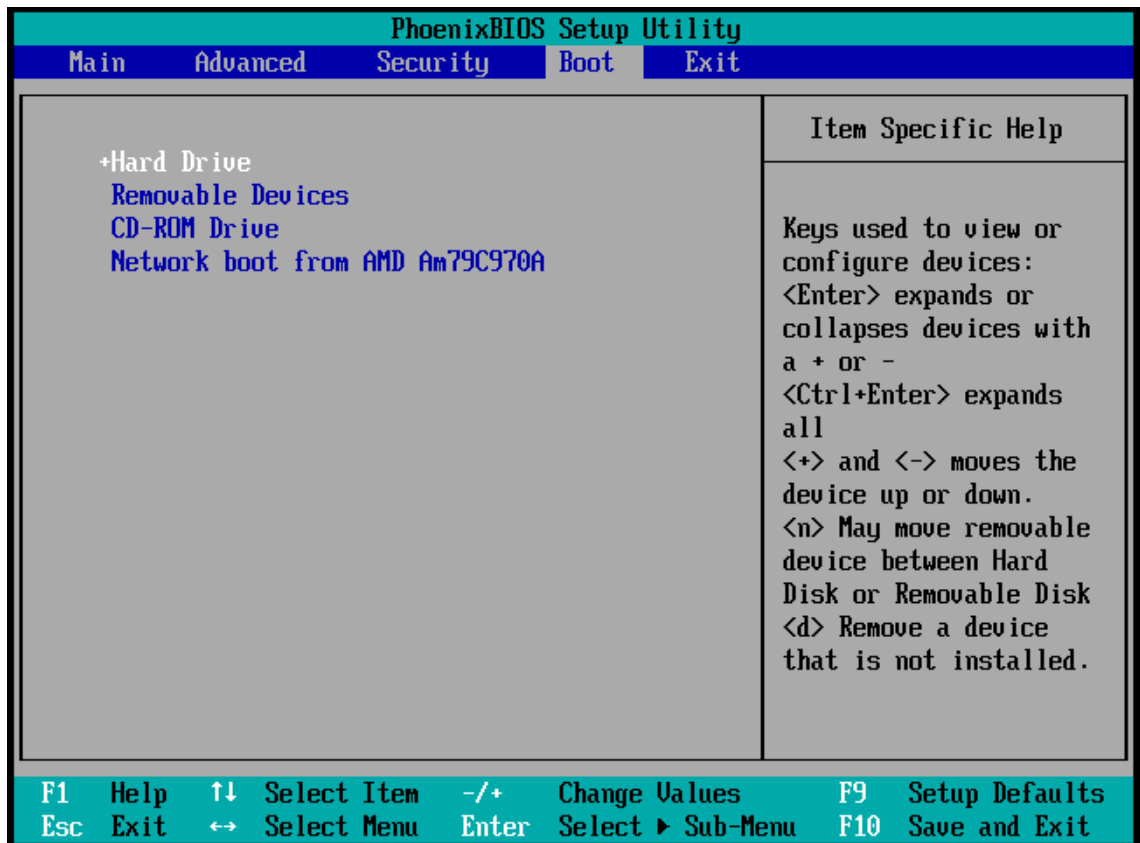 PhoenixBIOS Setup Utility
Main Advanced Security Boot Exit
+Hard Drive
Removable Devices
CD-ROM Drive
Network boot from AMD Am79C970A
Item Specific Help
Keys used to view or
configure devices:
<Enter> expands or
collapses devices with
a + or -
<Ctrl+Enter> expands
all
<+> and <-> moves the
device up or down.
<n> May move removable
device between Hard
Disk or Removable Disk
<d> Remove a device
that is not installed.
F1 Help ↑↓ Select Item -/+ Change Values F9 Setup Defaults
Esc Exit ↔ Select Menu Enter Select ▶ Sub-Menu F10 Save and Exit